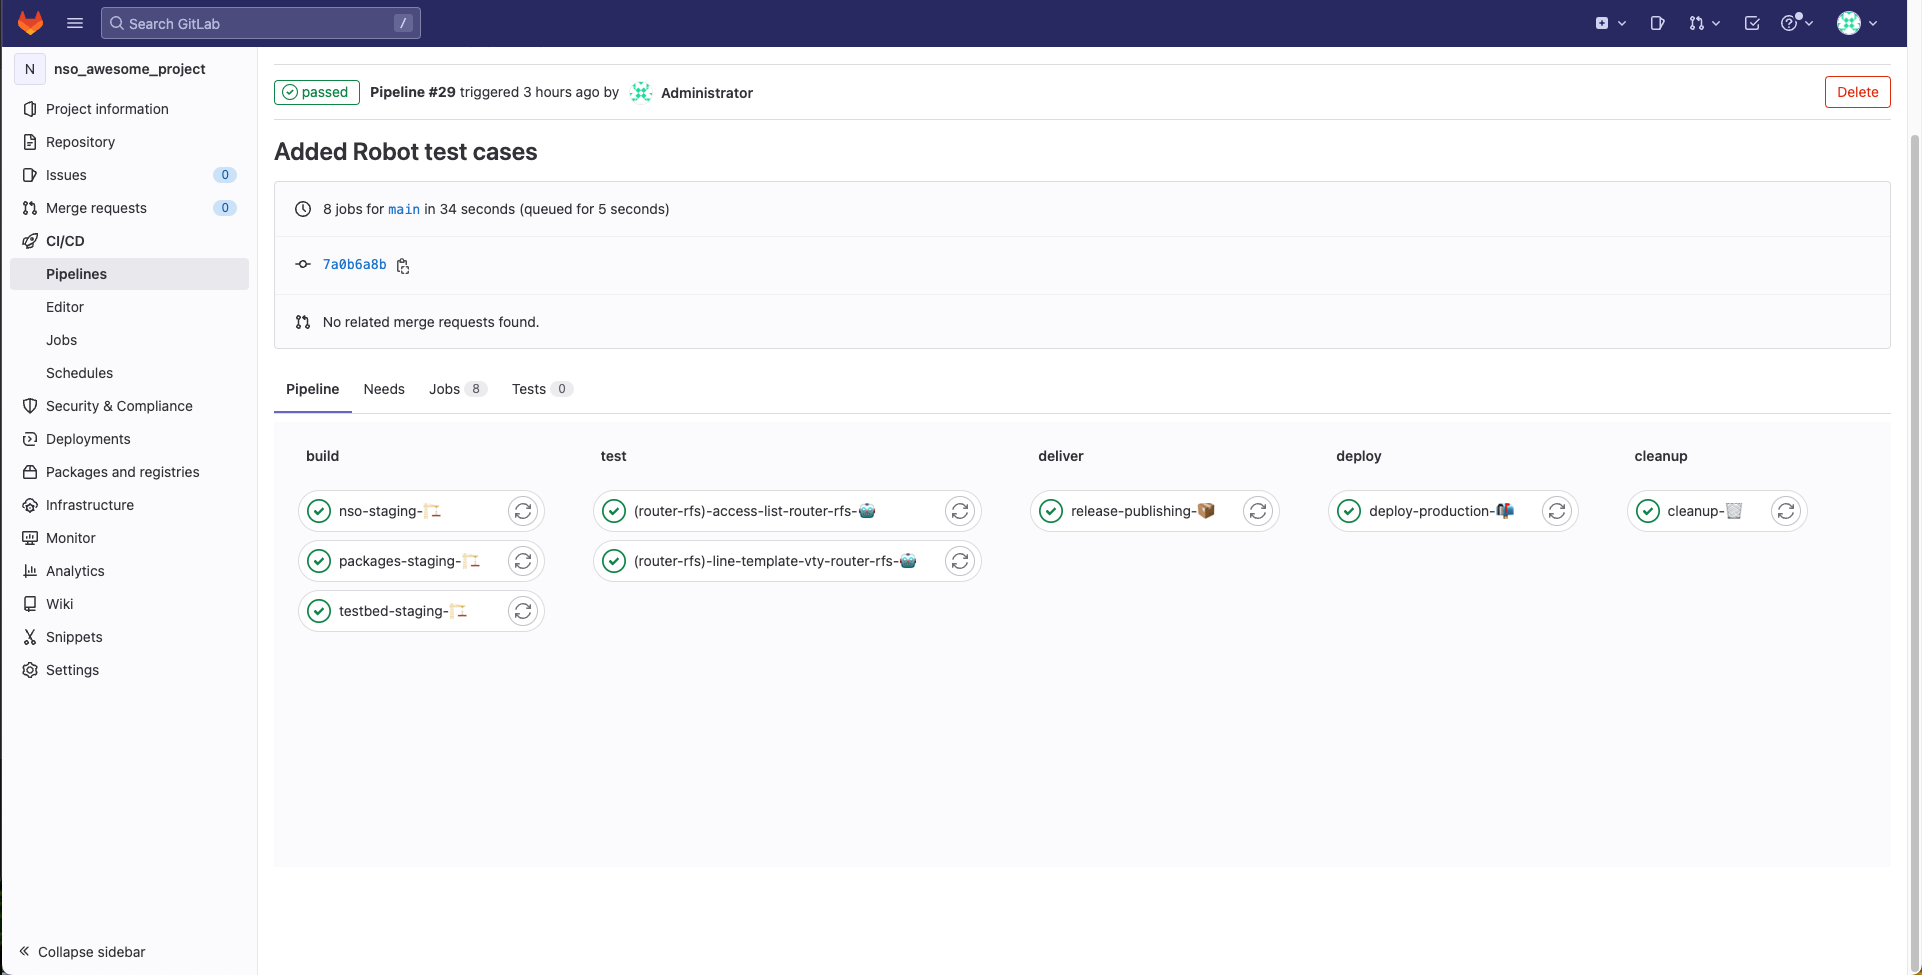 Search GitLab /
N nso_awesome_project
Project information
Repository
Issues 0
Merge requests 0
CI/CD
Pipelines
Editor
Jobs
Schedules
Security & Compliance
Deployments
Packages and registries
Infrastructure
Monitor
Analytics
Wiki
Snippets
Settings
Collapse sidebar
passed Pipeline #29 triggered 3 hours ago by Administrator Delete
Added Robot test cases
8 jobs for main in 34 seconds (queued for 5 seconds)
7a0b6a8b
No related merge requests found.
Pipeline Needs Jobs 8 Tests 0
build
nso-staging-🏗️
packages-staging-🏗️
testbed-staging-🏗️
test
(router-rfs)-access-list-router-rfs-🤖
(router-rfs)-line-template-vty-router-rfs-🤖
deliver
release-publishing-📦
deploy
deploy-production-📬
cleanup
cleanup-🗑️